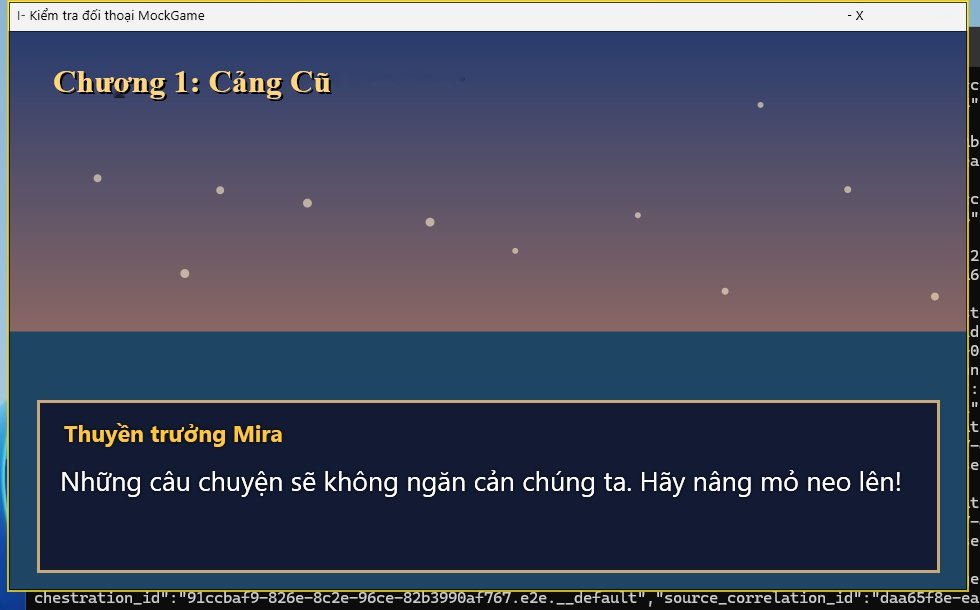 I- Kiểm tra đối thoại MockGame - X
Chương 1: Cảng Cũ
Thuyền trưởng Mira
Những câu chuyện sẽ không ngăn cản chúng ta. Hãy nâng mỏ neo lên!
chestration_id":"91ccbaf9-826e-8c2e-96ce-82b3990af767.e2e.__default","source_correlation_id":"daa65f8e-e